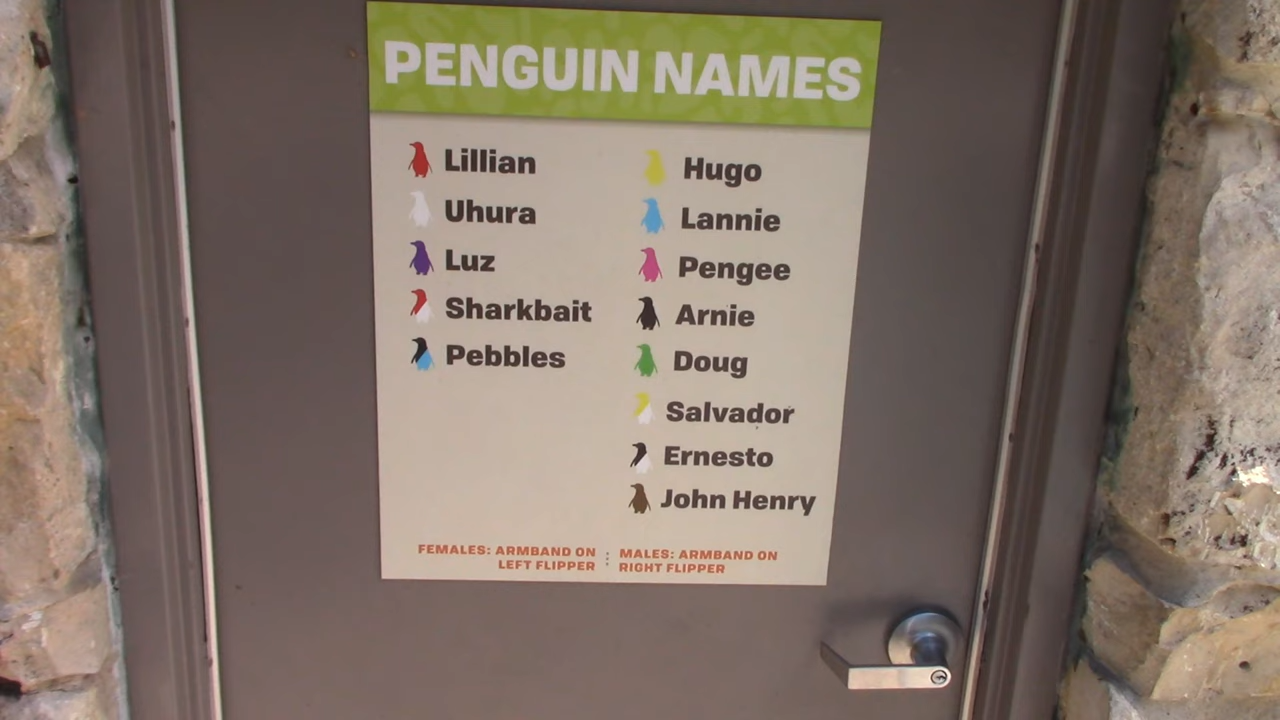 PENGUIN NAMES
Lillian
Uhura
Luz
Sharkbait
Pebbles
Hugo
Lannie
Pengee
Arnie
Doug
Salvador
Ernesto
John Henry
FEMALES: ARMBAND ON
LEFT FLIPPER
MALES: ARMBAND ON
RIGHT FLIPPER